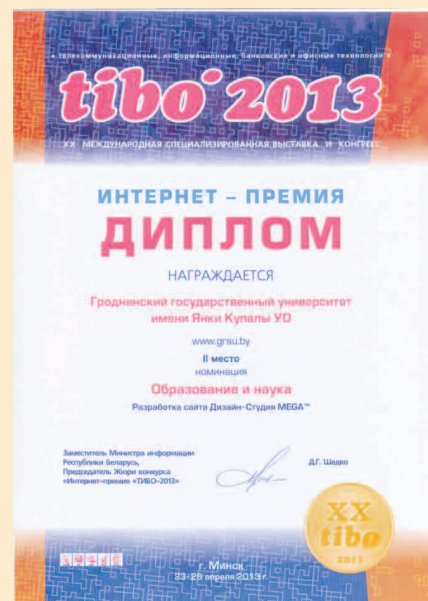 • телекоммуникационные, информационные, банковские и офисные технологии •
tibo® 2013
XX МЕЖДУНАРОДНАЯ СПЕЦИАЛИЗИРОВАННАЯ ВЫСТАВКА И КОНГРЕСС
ИНТЕРНЕТ – ПРЕМИЯ
ДИПЛОМ
НАГРАЖДАЕТСЯ
Гродненский государственный университет
имени Янки Купалы УО
www.grsu.by
II место
номинация
Образование и наука
Разработка сайта Дизайн-Студия MEGA™
Заместитель Министра информации
Республики Беларусь,
Председатель Жюри конкурса
«Интернет-премия «ТИБО-2013»
Д.Г. Шедко
XX
tibo
2013
г. Минск
23-26 апреля 2013 г.